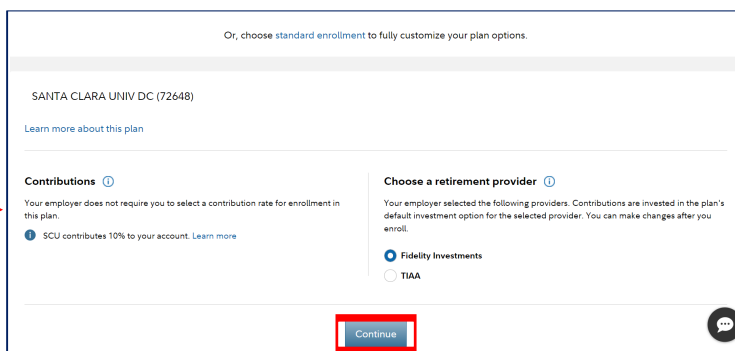 Or, choose standard enrollment to fully customize your plan options.
SANTA CLARA UNIV DC (72648)
Learn more about this plan
Contributions
Your employer does not require you to select a contribution rate for enrollment in
this plan.
SCU contributes 10% to your account. Learn more
Choose a retirement provider
Your employer selected the following providers. Contributions are invested in the plan's
default investment option for the selected provider. You can make changes after you
enroll.
Fidelity Investments
TIAA
Continue